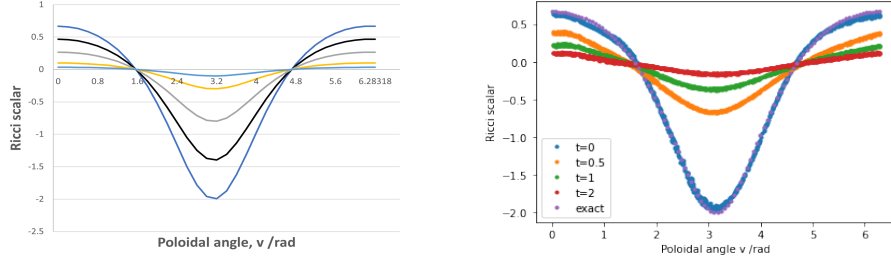 1
0.5
0
-0.5
-1
-1.5
-2
-2.5
0 0.8 1.6 2.4 3.2 4 4.8 5.6 6.28318
Ricci scalar
Poloidal angle, v /rad
0.5
0.0
−0.5
−1.0
−1.5
−2.0
Ricci scalar
t=0
t=0.5
t=1
t=2
exact
0 1 2 3 4 5 6
Poloidal angle v /rad